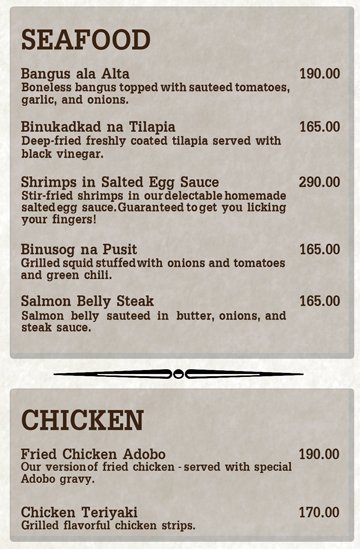 SEAFOOD
Bangus ala Alta 190.00
Boneless bangus topped with sauteed tomatoes,
garlic, and onions.
Binukadkad na Tilapia 165.00
Deep-fried freshly coated tilapia served with
black vinegar.
Shrimps in Salted Egg Sauce 290.00
Stir-fried shrimps in our delectable homemade
salted egg sauce. Guaranteed to get you licking
your fingers!
Binusog na Pusit 165.00
Grilled squid stuffed with onions and tomatoes
and green chili.
Salmon Belly Steak 165.00
Salmon belly sauteed in butter, onions, and
steak sauce.
CHICKEN
Fried Chicken Adobo 190.00
Our version of fried chicken - served with special
Adobo gravy.
Chicken Teriyaki 170.00
Grilled flavorful chicken strips.